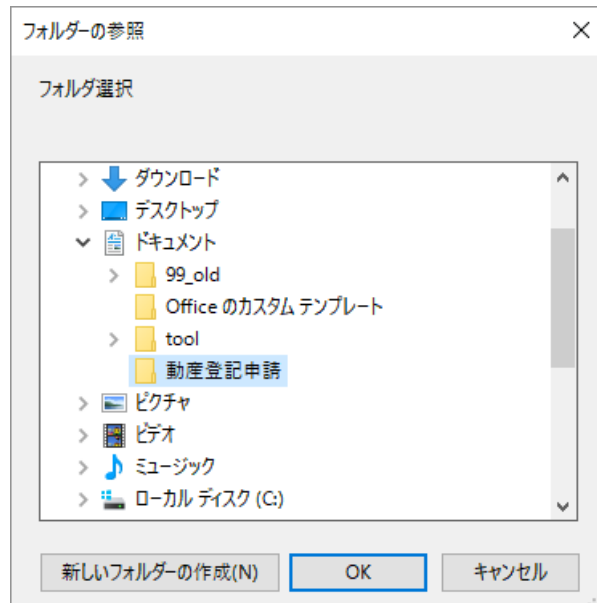 フォルダーの参照
フォルダ選択
ダウンロード
デスクトップ
ドキュメント
99_old
Office のカスタム テンプレート
tool
動産登記申請
ピクチャ
ビデオ
ミュージック
ローカル ディスク (C:)
新しいフォルダーの作成(N) OK キャンセル